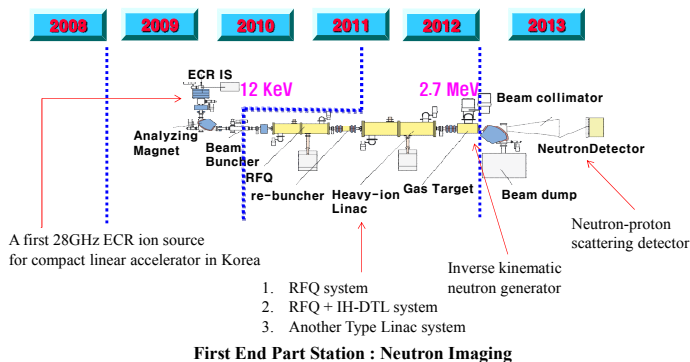 2008 2009 2010 2011 2012 2013
ECR IS
12 KeV
2.7 MeV
Beam collimator
Analyzing
Magnet
Beam
Buncher
RFQ
re-buncher
Heavy-ion
Linac
Gas Target
NeutronDetector
Beam dump
A first 28GHz ECR ion source
for compact linear accelerator in Korea
Neutron-proton
scattering detector
Inverse kinematic
neutron generator
1. RFQ system
2. RFQ + IH-DTL system
3. Another Type Linac system
First End Part Station : Neutron Imaging